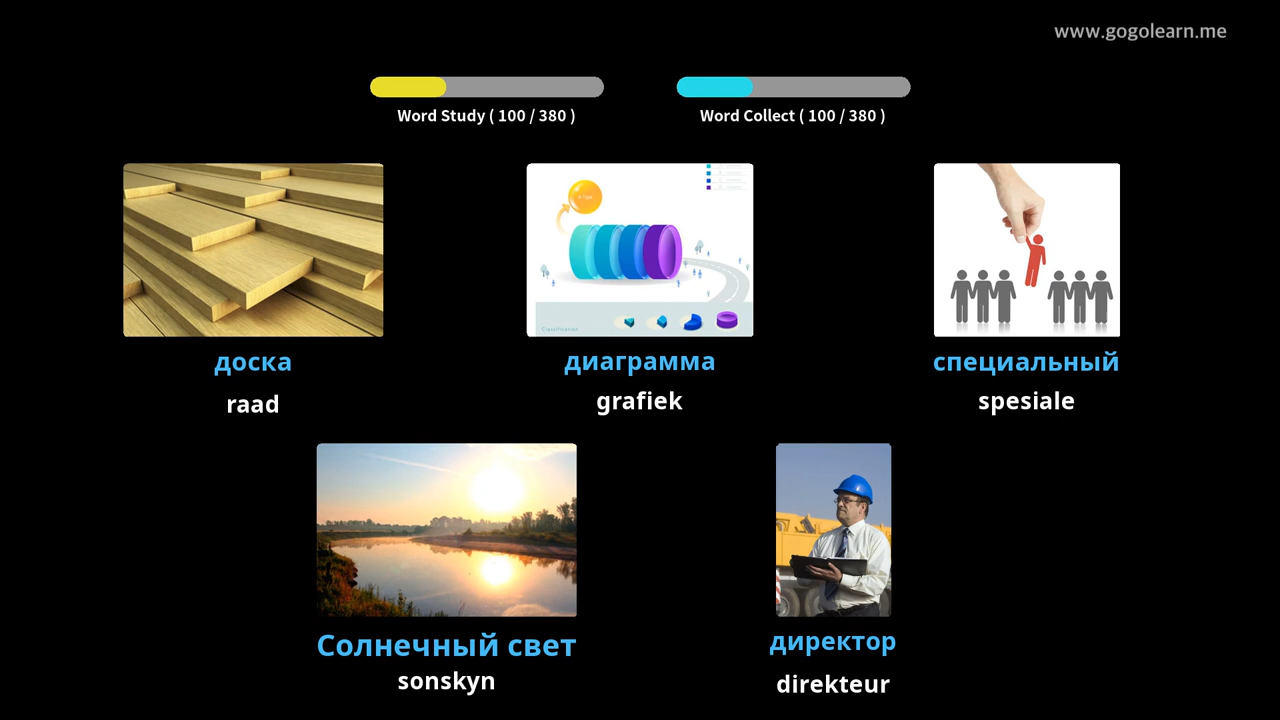 www.gogolearn.me
Word Study ( 100 / 380 )
Word Collect ( 100 / 380 )
доска
raad
диаграмма
grafiek
специальный
spesiale
Солнечный свет
sonskyn
директор
direkteur